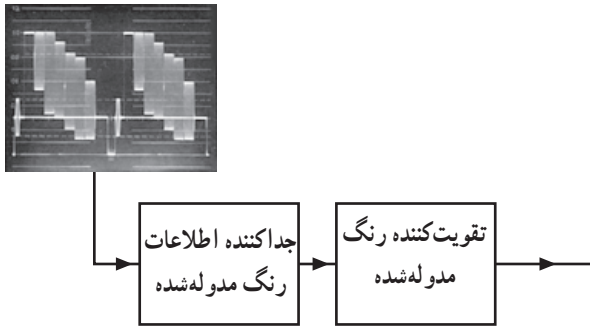 جداکننده اطلاعات
رنگ مدوله‌شده
تقویت‌کننده رنگ
مدوله‌شده